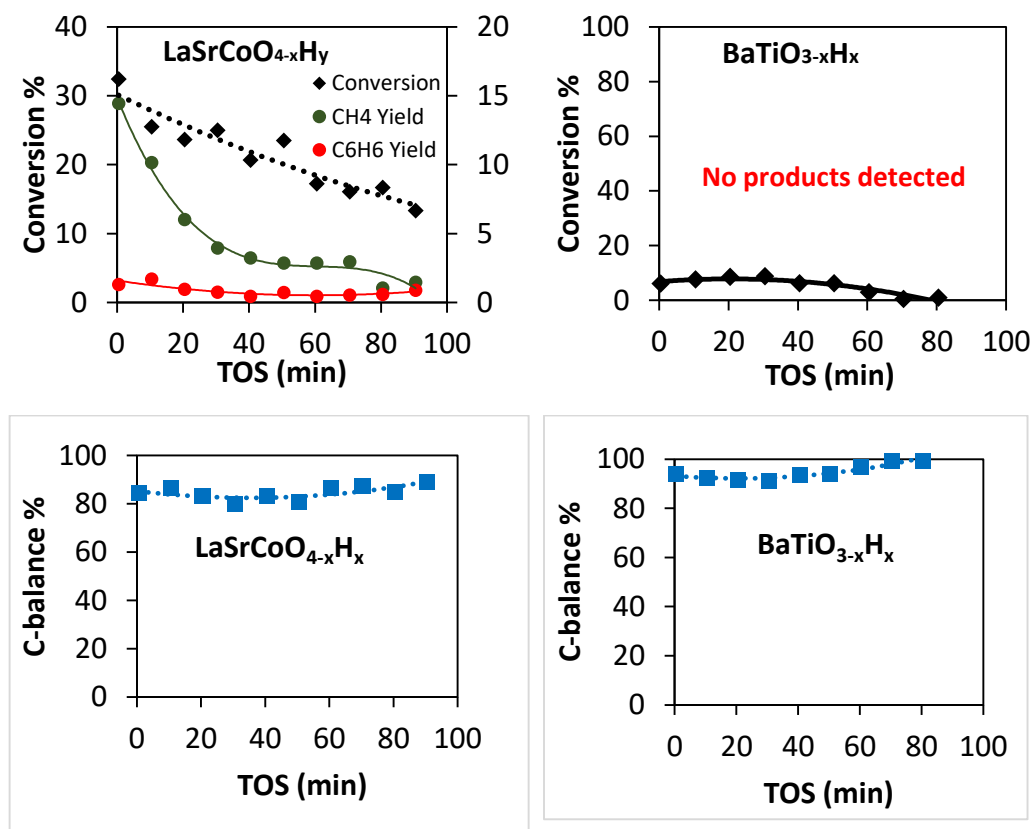 LaSrCoO4-xHy
Conversion
CH4 Yield
C6H6 Yield
40
30
20
10
0
20
15
10
5
0
Conversion %
0 20 40 60 80 100
TOS (min)
BaTiO3-xHx
No products detected
100
80
60
40
20
0
Conversion %
0 20 40 60 80 100
TOS (min)
100
80
60
40
20
0
C-balance %
LaSrCoO4-xHx
0 20 40 60 80 100
TOS (min)
100
80
60
40
20
0
C-balance %
BaTiO3-xHx
0 20 40 60 80 100
TOS (min)